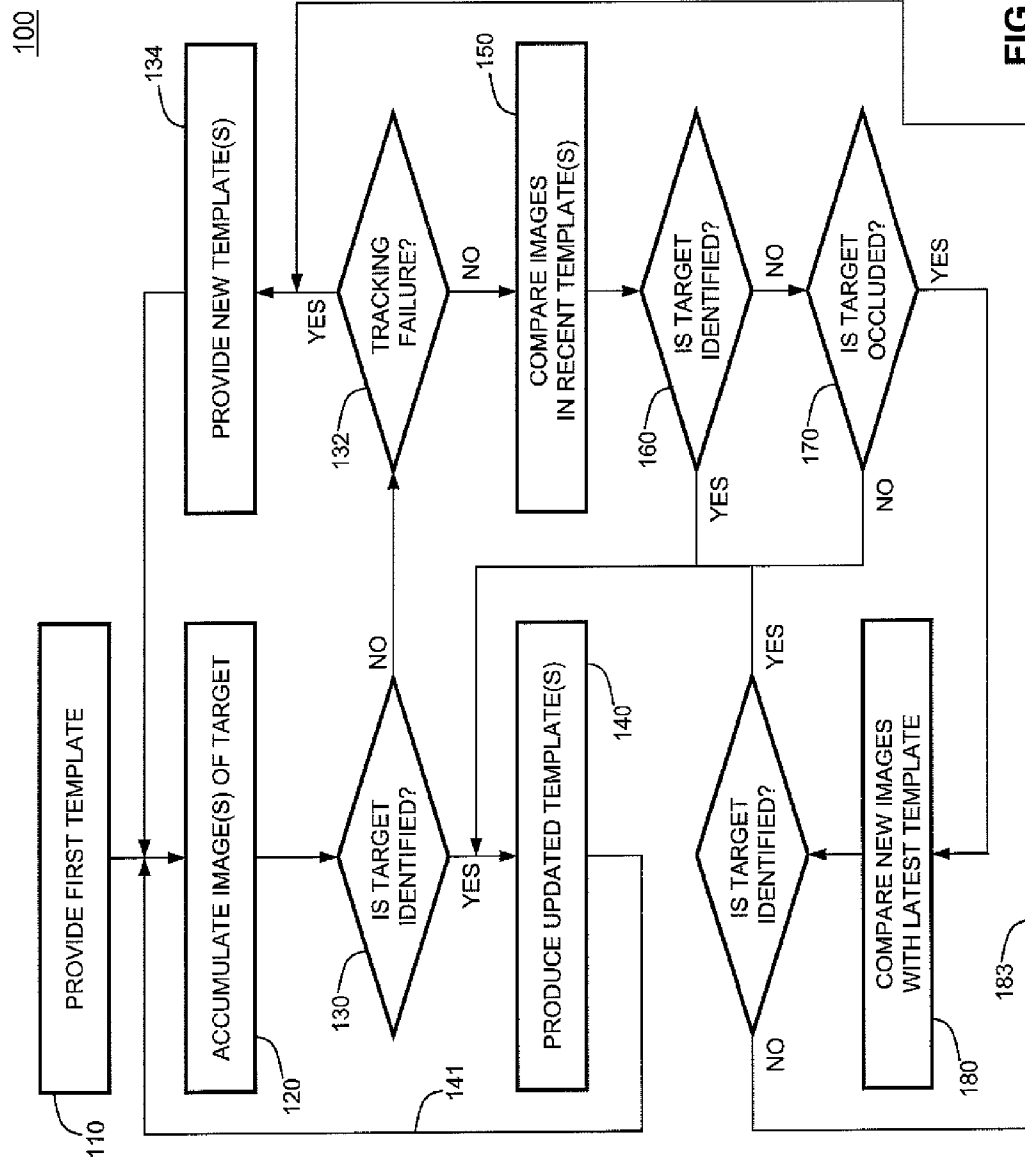 100
PROVIDE FIRST TEMPLATE
110
ACCUMULATE IMAGE(S) OF TARGET
120
IS TARGET
IDENTIFIED?
130
NO
YES
PRODUCE UPDATED TEMPLATE(S)
140
141
PROVIDE NEW TEMPLATE(S)
134
YES
TRACKING
FAILURE?
132
NO
COMPARE IMAGES
IN RECENT TEMPLATE(S)
150
IS TARGET
IDENTIFIED?
160
YES
NO
IS TARGET
OCCLUDED?
170
NO
YES
IS TARGET
IDENTIFIED?
YES
NO
COMPARE NEW IMAGES
WITH LATEST TEMPLATE
180
183
FIG